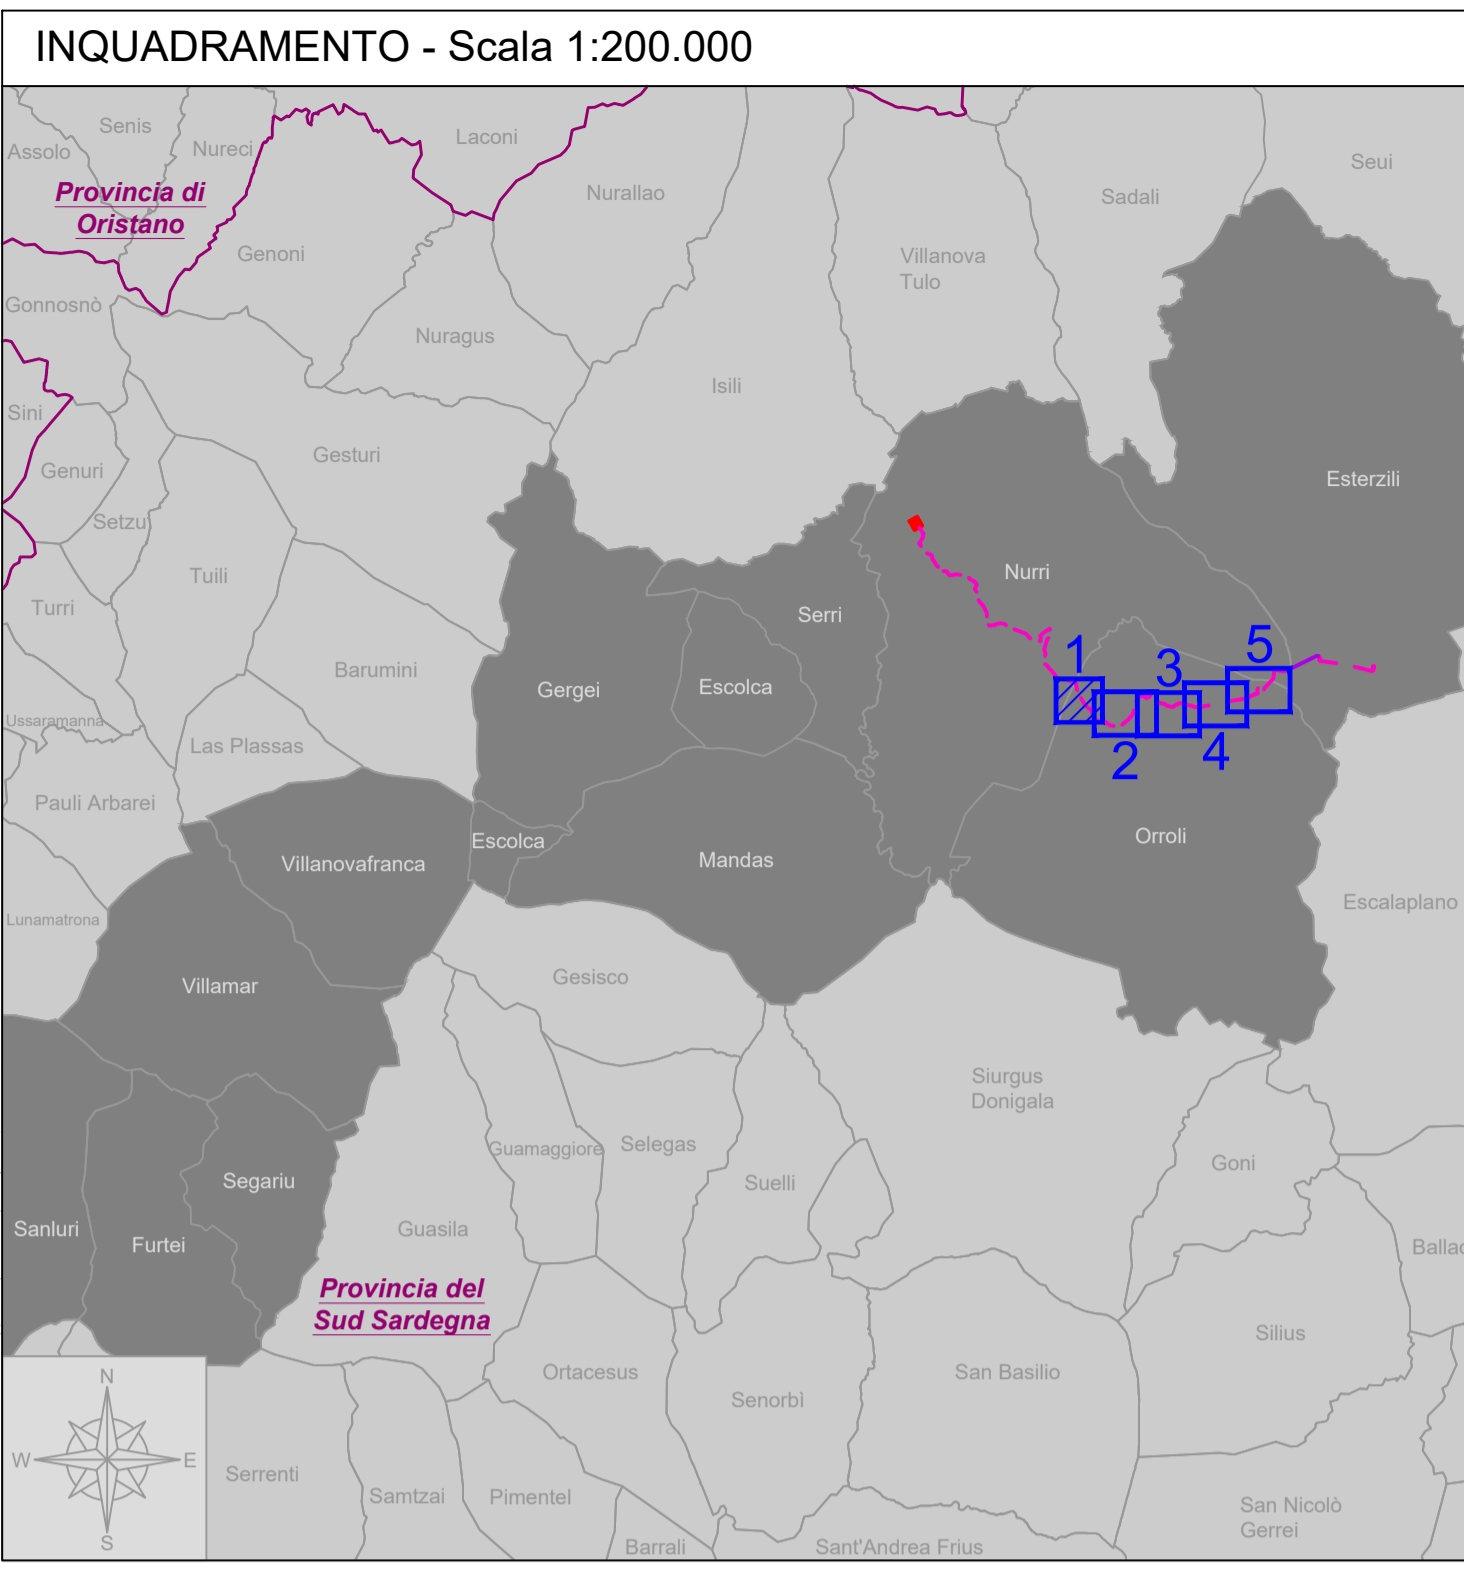 INQUADRAMENTO - Scala 1:200.000
Senis
Assolo
Nureci
Laconi
Seui
Provincia di
Oristano
Nurallao
Sadali
Genoni
Villanova
Tulo
Gonnosnò
Nuragus
Isili
Sini
Gesturi
Genuri
Esterzili
Setzu
Tuili
Nurri
Turri
Serri
Barumini
Gergei
Escolca
1
3
5
2
4
Ussaramanna
Las Plassas
Pauli Arbarei
Villanovafranca
Escolca
Mandas
Orroli
Lunamatrona
Escalaplano
Villamar
Gesisco
Siurgus
Donigala
Guamaggiore
Selegas
Goni
Segariu
Suelli
Sanluri
Furtei
Guasila
Provincia del
Sud Sardegna
Silius
Ortacesus
San Basilio
Senorbì
N
W
E
S
Serrenti
Samtzai
Pimentel
San Nicolò
Gerrei
Barrali
Sant'Andrea Frius